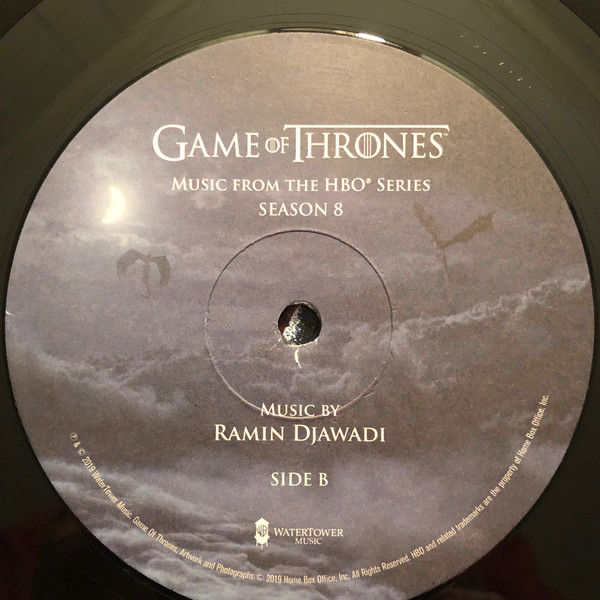 GAME OF THRONES™
MUSIC FROM THE HBO® SERIES
SEASON 8
MUSIC BY
RAMIN DJAWADI
SIDE B
WB
WATERTOWER
MUSIC
℗ & © 2019 WaterTower Music. Game Of Thrones, Artwork and Photographs © 2019 Home Box Office, Inc. All Rights Reserved. HBO and related trademarks are the property of Home Box Office, Inc.